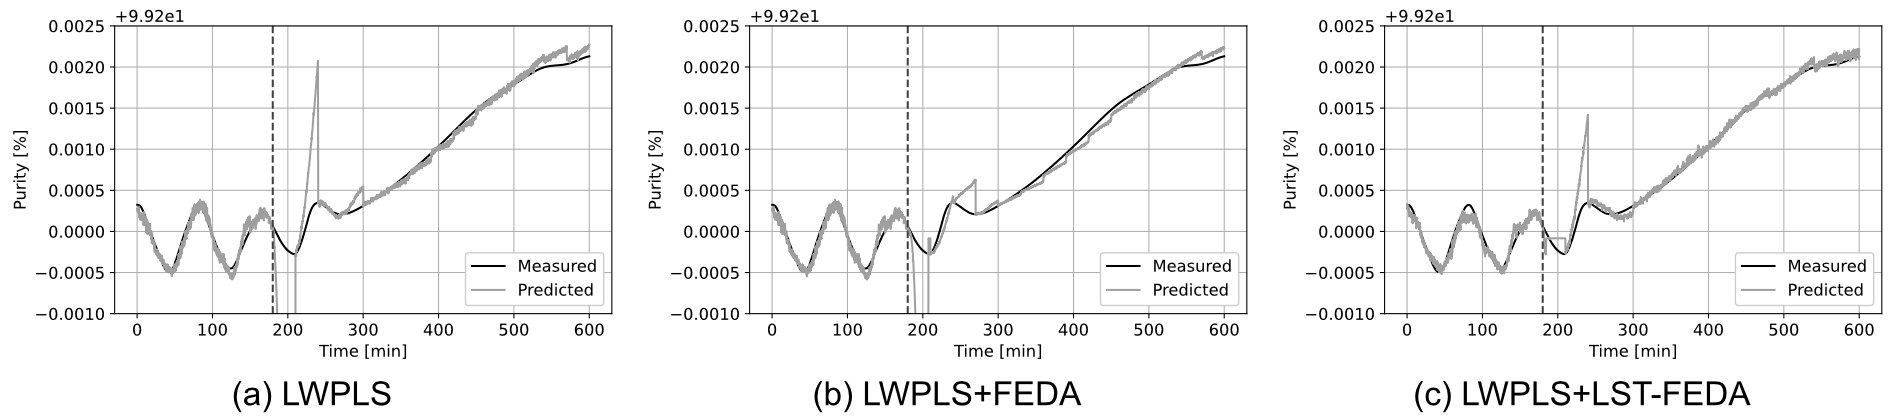 +9.92e1
0.0025
0.0020
0.0015
0.0010
0.0005
0.0000
−0.0005
−0.0010
Purity [%]
0 100 200 300 400 500 600
Time [min]
Measured
Predicted
(a) LWPLS
+9.92e1
0.0025
0.0020
0.0015
0.0010
0.0005
0.0000
−0.0005
−0.0010
Purity [%]
0 100 200 300 400 500 600
Time [min]
Measured
Predicted
(b) LWPLS+FEDA
+9.92e1
0.0025
0.0020
0.0015
0.0010
0.0005
0.0000
−0.0005
−0.0010
Purity [%]
0 100 200 300 400 500 600
Time [min]
Measured
Predicted
(c) LWPLS+LST-FEDA